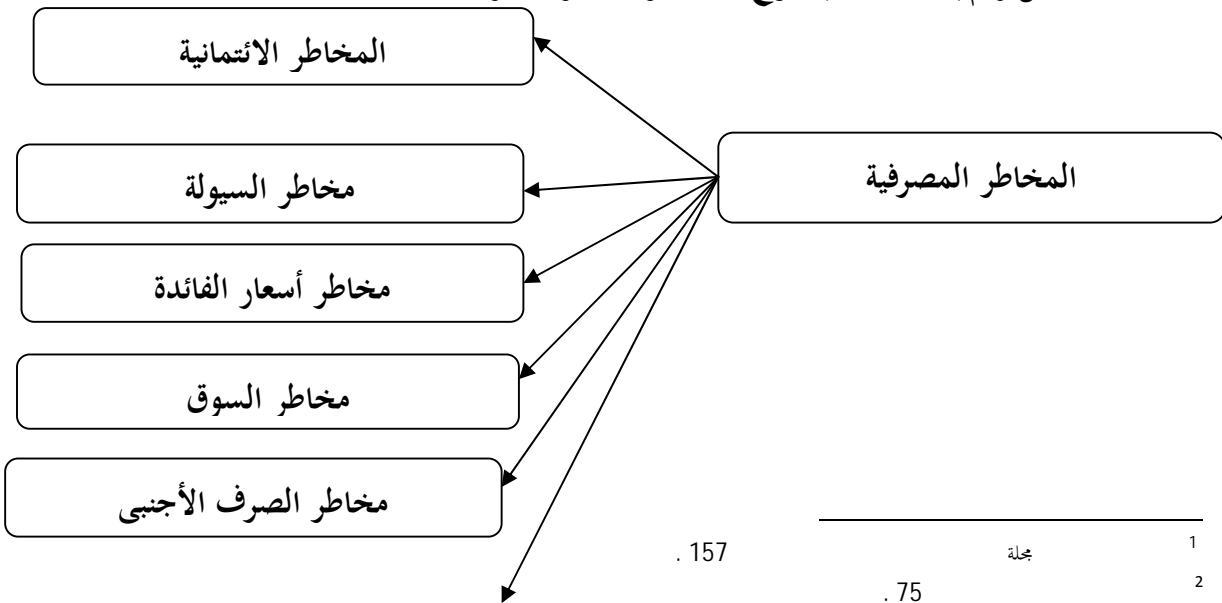 المخاطر الائتمانية
المخاطر المصرفية
مخاطر السيولة
مخاطر أسعار الفائدة
مخاطر السوق
مخاطر الصرف الأجنبى
1 مجلة 157 .
2 75 .